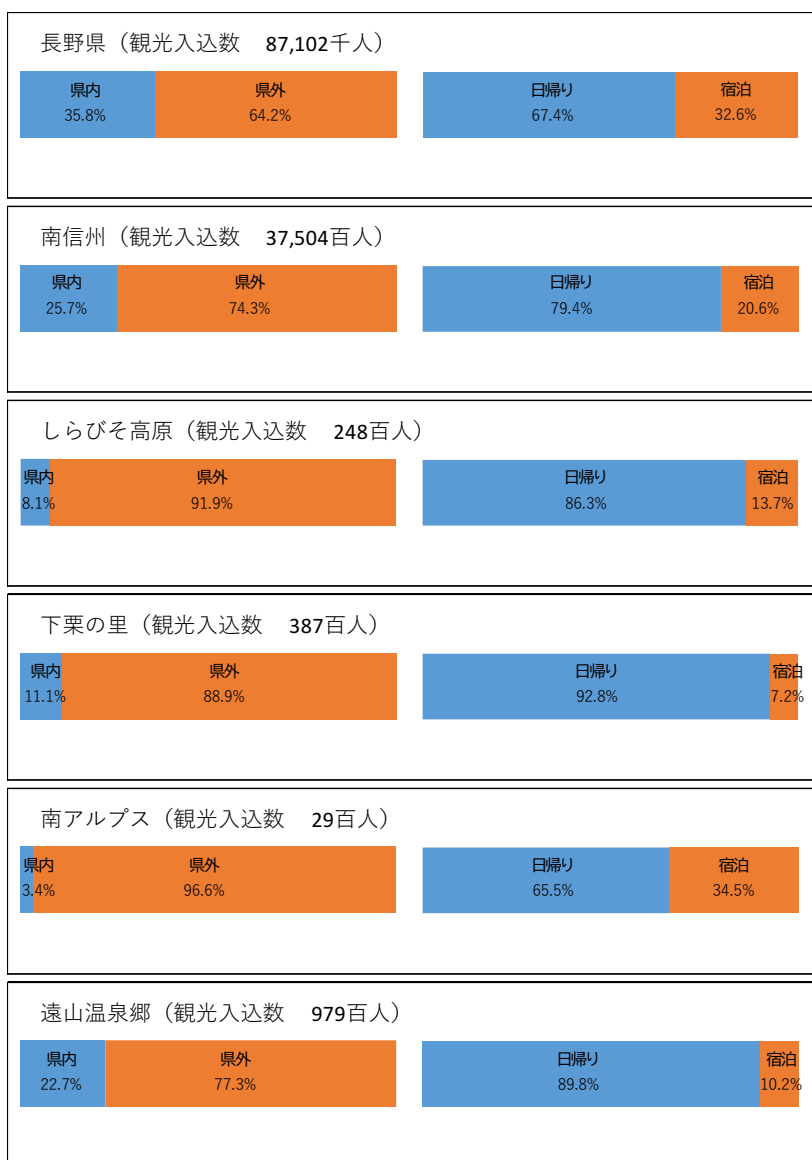 長野県（観光入込数　87,102千人）
県内 県外 日帰り 宿泊
35.8% 64.2% 67.4% 32.6%
南信州（観光入込数　37,504百人）
県内 県外 日帰り 宿泊
25.7% 74.3% 79.4% 20.6%
しらびそ高原（観光入込数　248百人）
県内 県外 日帰り 宿泊
8.1% 91.9% 86.3% 13.7%
下栗の里（観光入込数　387百人）
県内 県外 日帰り 宿泊
11.1% 88.9% 92.8% 7.2%
南アルプス（観光入込数　29百人）
県内 県外 日帰り 宿泊
3.4% 96.6% 65.5% 34.5%
遠山温泉郷（観光入込数　979百人）
県内 県外 日帰り 宿泊
22.7% 77.3% 89.8% 10.2%